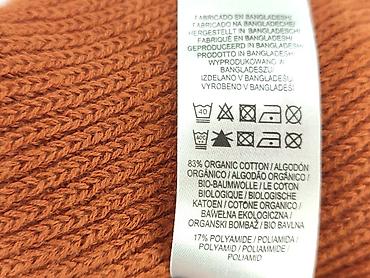 FABRICADO EN BANGLADESH/
FABRICADO NO BANGLADESH/
HERGESTELLT IN BANGLADESCH/
FABRIQUÉ EN BANGLADESH/
GEPRODUCEERD IN BANGLADESH/
PRODOTTO IN BANGLADESH/
WYPRODUKOWANO W
BANGLADESZU/
IZDELANO V BANGLADEŠU/
VYROBENO V BANGLADÉŠI
40
83% ORGANIC COTTON / ALGODÓN
ORGÁNICO / ALGODÃO ORGÂNICO /
BIO-BAUMWOLLE / LE COTON
BIOLOGIQUE / BIOLOGISCHE
KATOEN / COTONE ORGANICO /
BAWEŁNA EKOLOGICZNA /
ORGANSKI BOMBAŽ / BIO BAVLNA
17% POLYAMIDE / POLIAMIDA /
POLYAMID / POLIAMMIDE /
POLIAMID